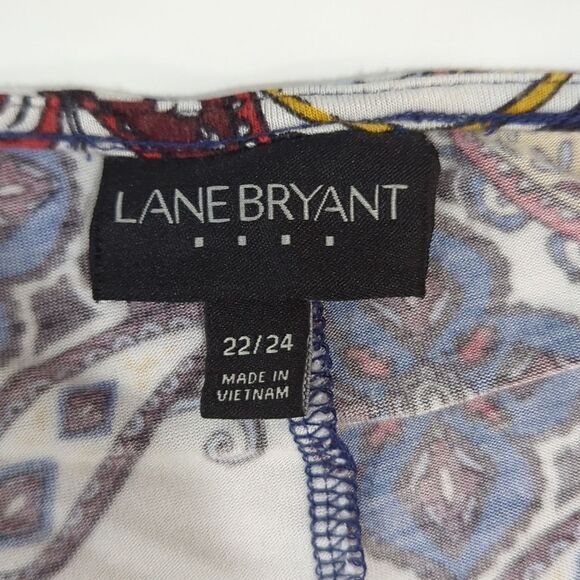 LANE BRYANT
22/24
MADE IN
VIETNAM